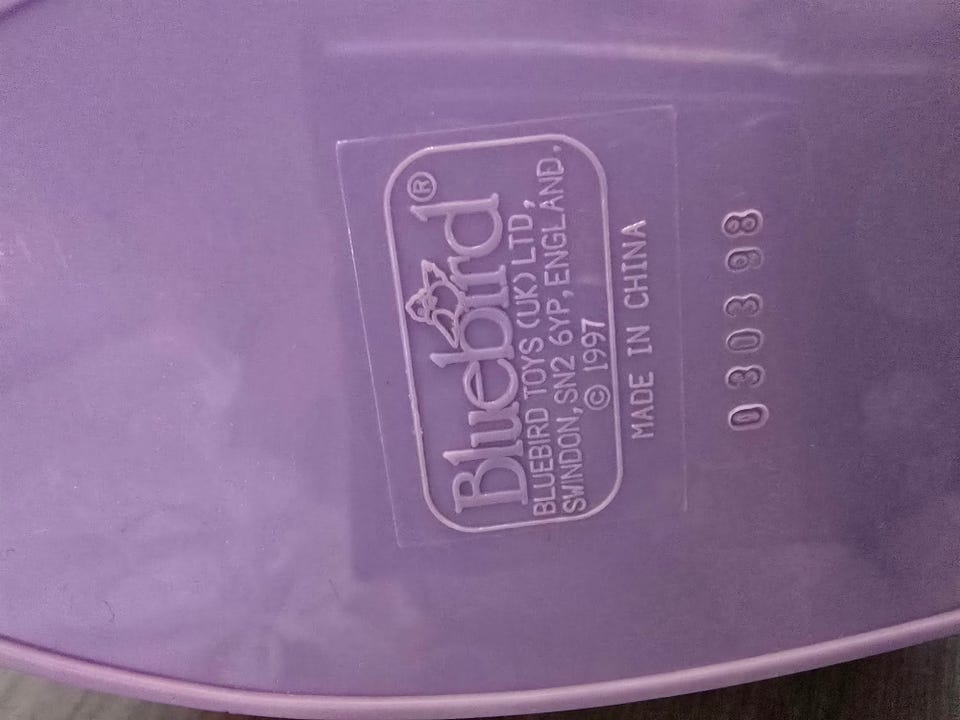 Bluebird®
BLUEBIRD TOYS (UK) LTD,
SWINDON, SN2 6YP, ENGLAND.
© 1997
MADE IN CHINA
030398